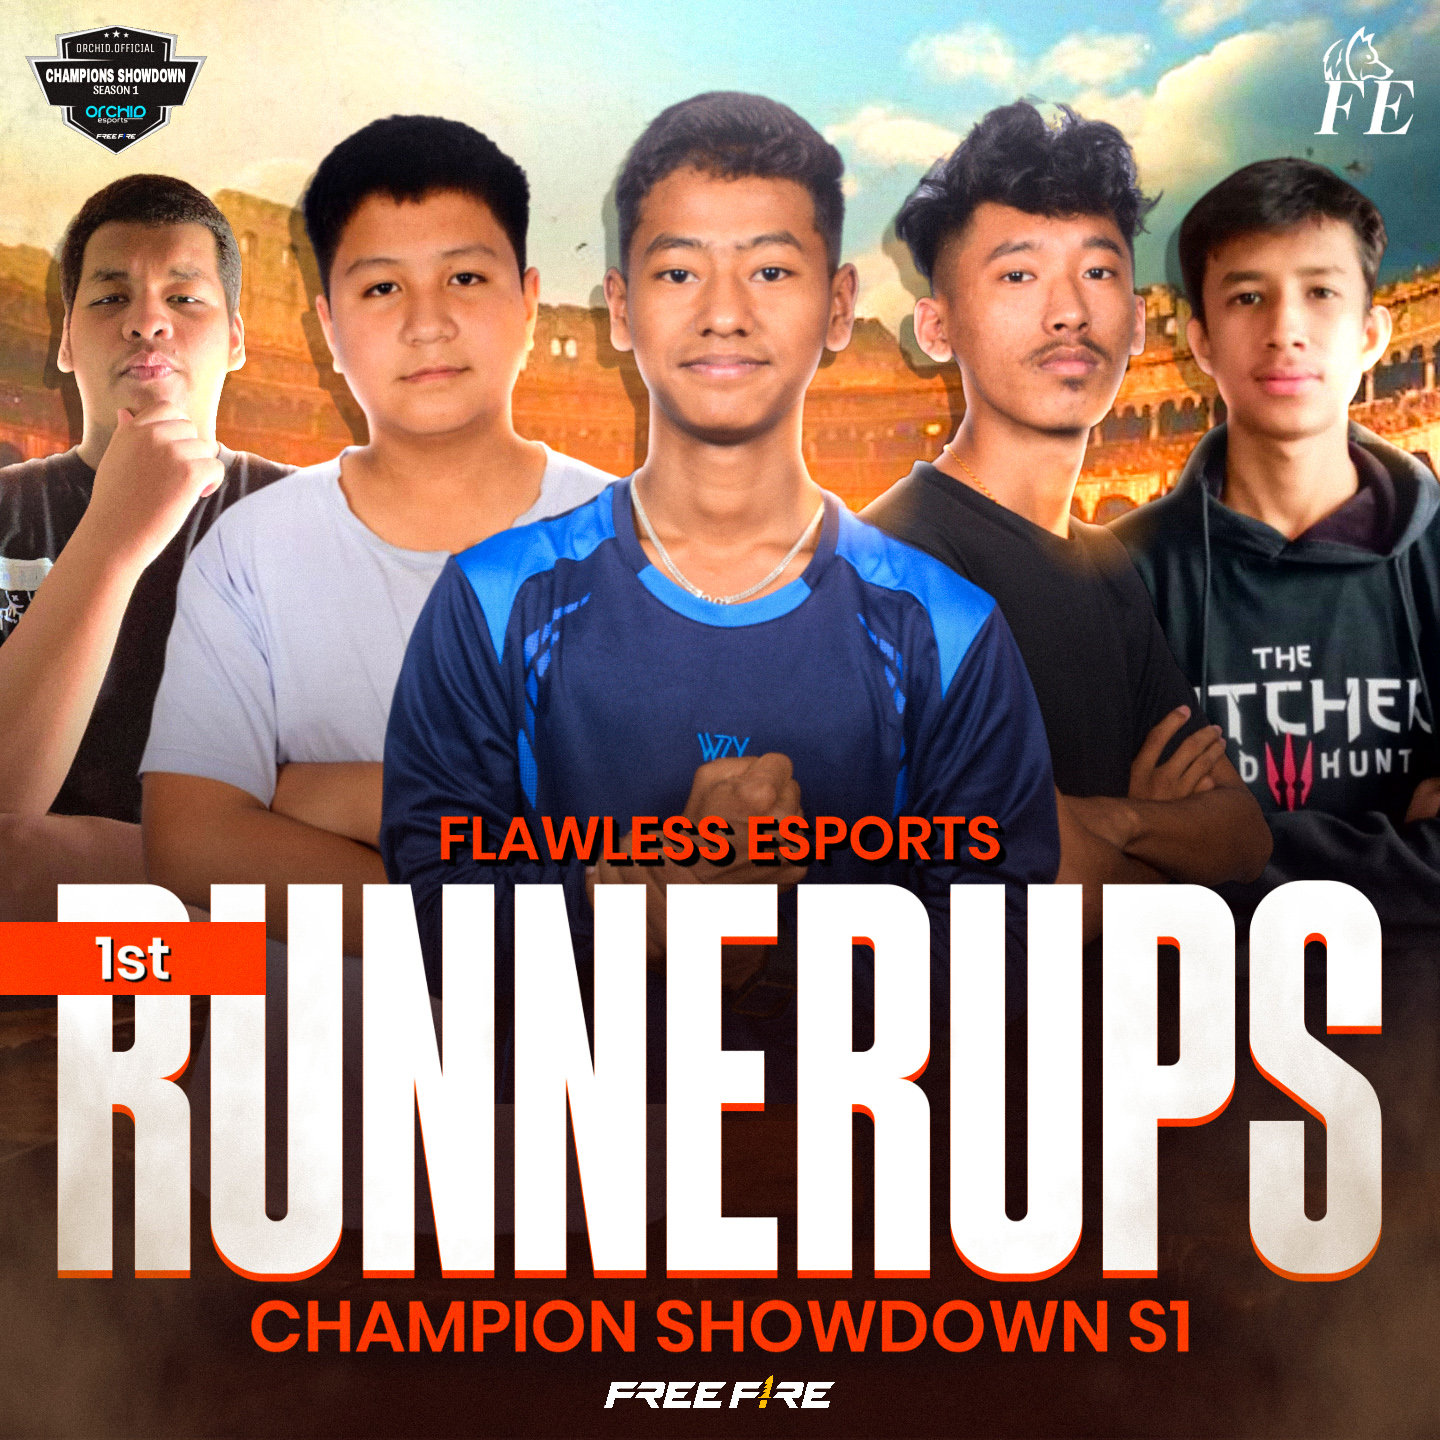 ORCHID.OFFICIAL
CHAMPIONS SHOWDOWN
SEASON 1
ORCHID
esports
FREE FIRE
FE
THE
HUNT
FLAWLESS ESPORTS
1st
RUNNERUPS
CHAMPION SHOWDOWN S1
FREE FIRE